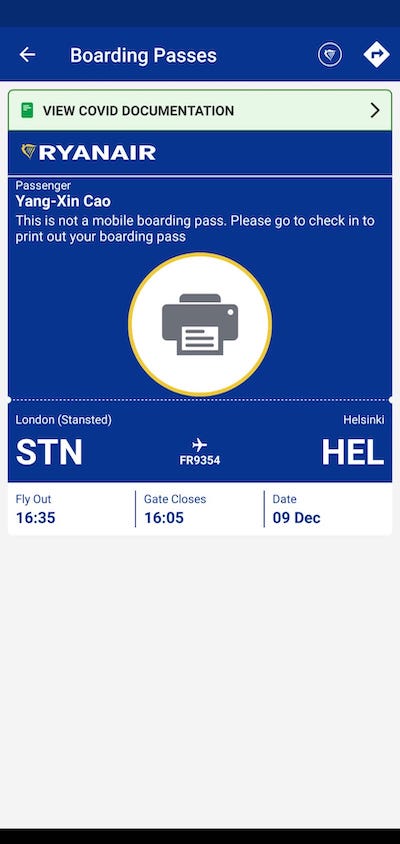 Boarding Passes
VIEW COVID DOCUMENTATION
RYANAIR
Passenger
Yang-Xin Cao
This is not a mobile boarding pass. Please go to check in to
print out your boarding pass
London (Stansted) Helsinki
STN HEL
FR9354
Fly Out Gate Closes Date
16:35 16:05 09 Dec